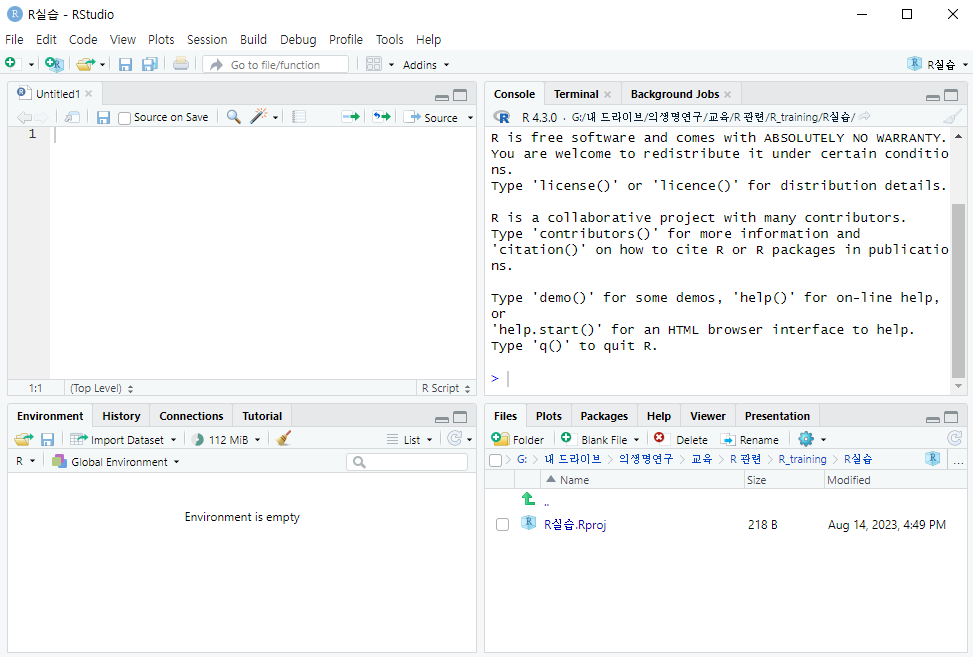 R실습 - RStudio
File Edit Code View Plots Session Build Debug Profile Tools Help
Go to file/function Addins R실습
Untitled1
Source on Save Source
1
1:1 (Top Level) R Script
Console Terminal Background Jobs
R 4.3.0 · G:/내 드라이브/의생명연구/교육/R 관련/R_training/R실습/
R is free software and comes with ABSOLUTELY NO WARRANTY.
You are welcome to redistribute it under certain conditio
ns.
Type 'license()' or 'licence()' for distribution details.
R is a collaborative project with many contributors.
Type 'contributors()' for more information and
'citation()' on how to cite R or R packages in publicatio
ns.
Type 'demo()' for some demos, 'help()' for on-line help,
or
'help.start()' for an HTML browser interface to help.
Type 'q()' to quit R.
>
Environment History Connections Tutorial
Import Dataset 112 MiB List
R Global Environment
Environment is empty
Files Plots Packages Help Viewer Presentation
Folder Blank File Delete Rename
G: 내 드라이브 의생명연구 교육 R 관련 R_training R실습 ...
Name Size Modified
..
R실습.Rproj 218 B Aug 14, 2023, 4:49 PM